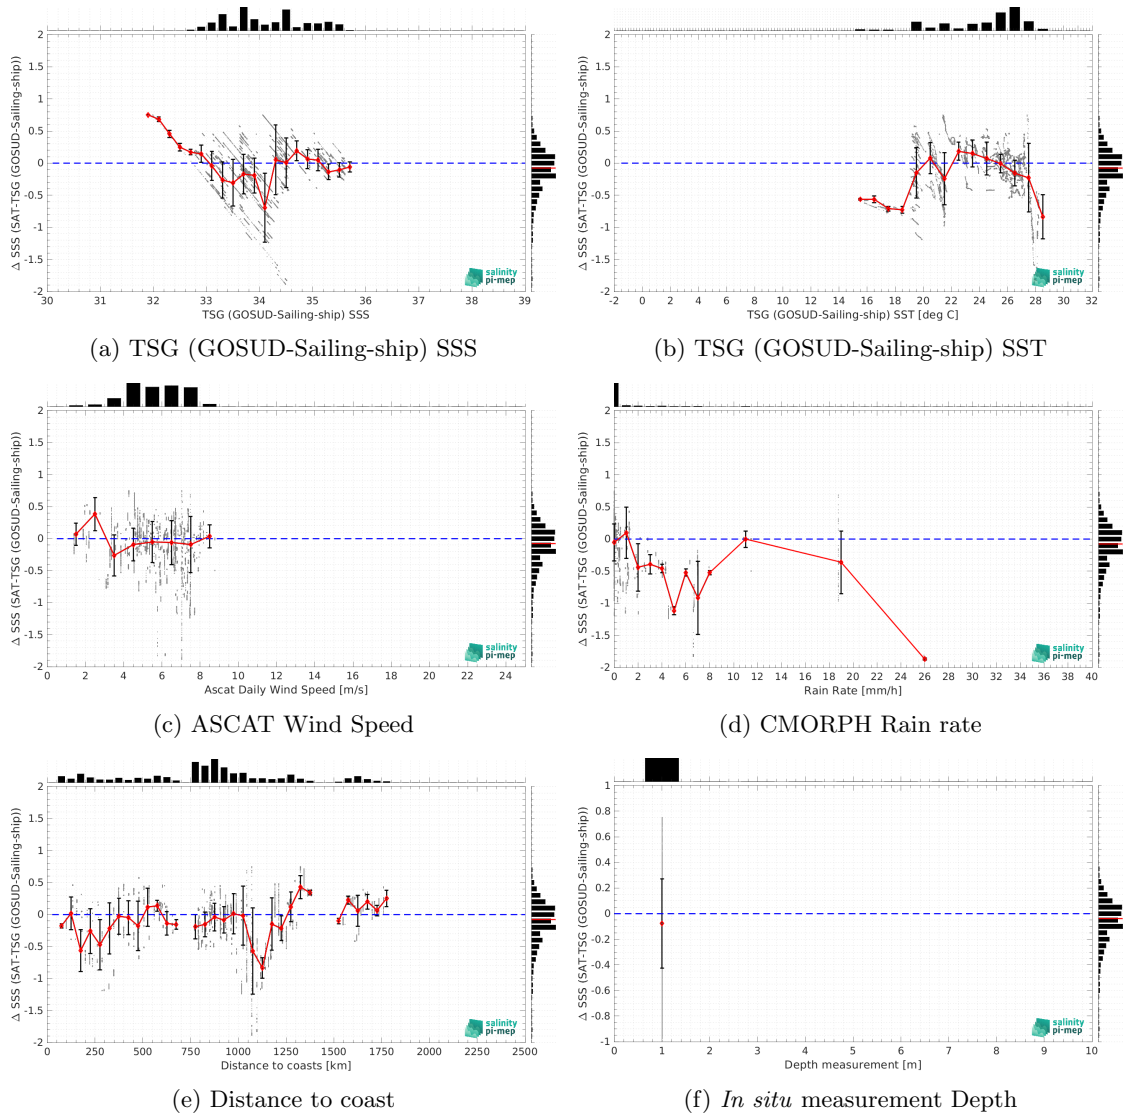 2
1.5
1
0.5
0
-0.5
-1
-1.5
-2
Δ SSS (SAT-TSG (GOSUD-Sailing-ship))
30 31 32 33 34 35 36 37 38 39
TSG (GOSUD-Sailing-ship) SSS
salinity
pi-mep
(a) TSG (GOSUD-Sailing-ship) SSS
2
1.5
1
0.5
0
-0.5
-1
-1.5
-2
Δ SSS (SAT-TSG (GOSUD-Sailing-ship))
-2 0 2 4 6 8 10 12 14 16 18 20 22 24 26 28 30 32
TSG (GOSUD-Sailing-ship) SST [deg C]
salinity
pi-mep
(b) TSG (GOSUD-Sailing-ship) SST
2
1.5
1
0.5
0
-0.5
-1
-1.5
-2
Δ SSS (SAT-TSG (GOSUD-Sailing-ship))
0 2 4 6 8 10 12 14 16 18 20 22 24
Ascat Daily Wind Speed [m/s]
salinity
pi-mep
(c) ASCAT Wind Speed
2
1.5
1
0.5
0
-0.5
-1
-1.5
-2
Δ SSS (SAT-TSG (GOSUD-Sailing-ship))
0 2 4 6 8 10 12 14 16 18 20 22 24 26 28 30 32 34 36 38 40
Rain Rate [mm/h]
salinity
pi-mep
(d) CMORPH Rain rate
2
1.5
1
0.5
0
-0.5
-1
-1.5
-2
Δ SSS (SAT-TSG (GOSUD-Sailing-ship))
0 250 500 750 1000 1250 1500 1750 2000 2250 2500
Distance to coasts [km]
salinity
pi-mep
(e) Distance to coast
1
0.8
0.6
0.4
0.2
0
-0.2
-0.4
-0.6
-0.8
-1
Δ SSS (SAT-TSG (GOSUD-Sailing-ship))
0 1 2 3 4 5 6 7 8 9 10
Depth measurement [m]
salinity
pi-mep
(f) In situ measurement Depth